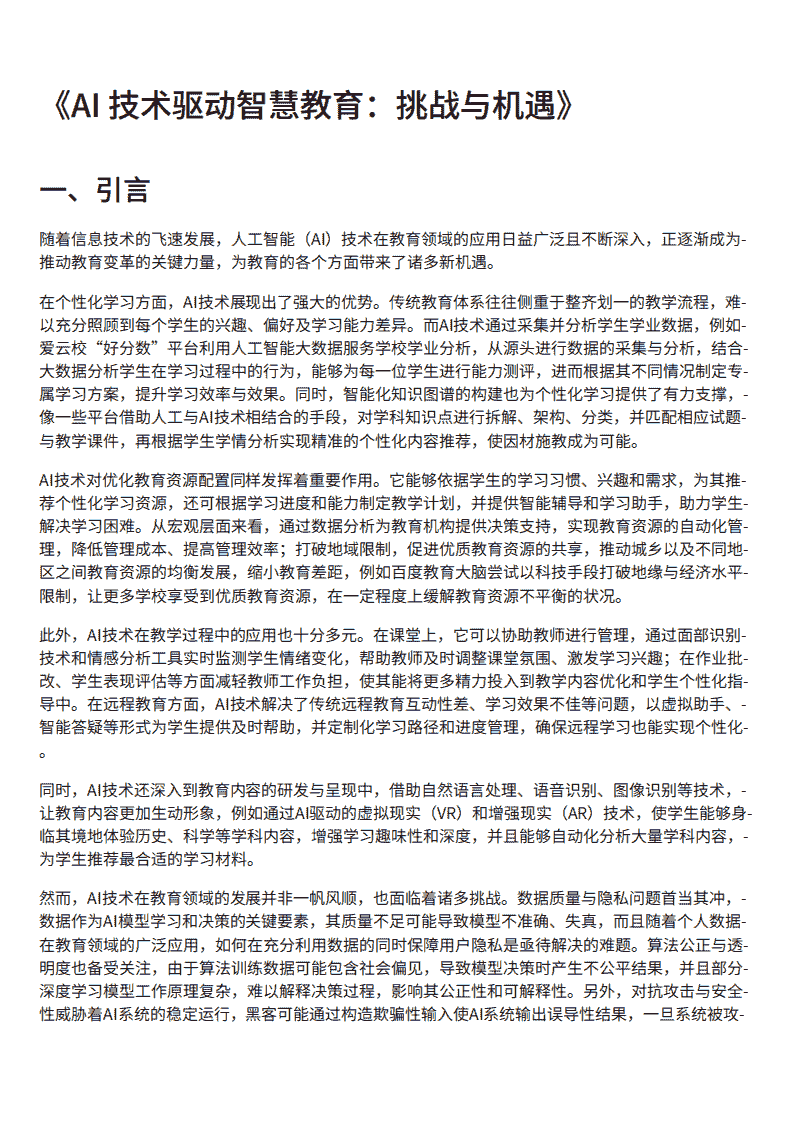 《AI 技术驱动智慧教育：挑战与机遇》
一、引言
随着信息技术的飞速发展，人工智能（AI）技术在教育领域的应用日益广泛且不断深入，正逐渐成为-
推动教育变革的关键力量，为教育的各个方面带来了诸多新机遇。
在个性化学习方面，AI技术展现出了强大的优势。传统教育体系往往侧重于整齐划一的教学流程，难-
以充分照顾到每个学生的兴趣、偏好及学习能力差异。而AI技术通过采集并分析学生学业数据，例如-
爱云校“好分数”平台利用人工智能大数据服务学校学业分析，从源头进行数据的采集与分析，结合-
大数据分析学生在学习过程中的行为，能够为每一位学生进行能力测评，进而根据其不同情况制定专-
属学习方案，提升学习效率与效果。同时，智能化知识图谱的构建也为个性化学习提供了有力支撑，-
像一些平台借助人工与AI技术相结合的手段，对学科知识点进行拆解、架构、分类，并匹配相应试题-
与教学课件，再根据学生学情分析实现精准的个性化内容推荐，使因材施教成为可能。
AI技术对优化教育资源配置同样发挥着重要作用。它能够依据学生的学习习惯、兴趣和需求，为其推-
荐个性化学习资源，还可根据学习进度和能力制定教学计划，并提供智能辅导和学习助手，助力学生-
解决学习困难。从宏观层面来看，通过数据分析为教育机构提供决策支持，实现教育资源的自动化管-
理，降低管理成本、提高管理效率；打破地域限制，促进优质教育资源的共享，推动城乡以及不同地-
区之间教育资源的均衡发展，缩小教育差距，例如百度教育大脑尝试以科技手段打破地缘与经济水平-
限制，让更多学校享受到优质教育资源，在一定程度上缓解教育资源不平衡的状况。
此外，AI技术在教学过程中的应用也十分多元。在课堂上，它可以协助教师进行管理，通过面部识别-
技术和情感分析工具实时监测学生情绪变化，帮助教师及时调整课堂氛围、激发学习兴趣；在作业批-
改、学生表现评估等方面减轻教师工作负担，使其能将更多精力投入到教学内容优化和学生个性化指-
导中。在远程教育方面，AI技术解决了传统远程教育互动性差、学习效果不佳等问题，以虚拟助手、-
智能答疑等形式为学生提供及时帮助，并定制化学习路径和进度管理，确保远程学习也能实现个性化-
。
同时，AI技术还深入到教育内容的研发与呈现中，借助自然语言处理、语音识别、图像识别等技术，-
让教育内容更加生动形象，例如通过AI驱动的虚拟现实（VR）和增强现实（AR）技术，使学生能够身-
临其境地体验历史、科学等学科内容，增强学习趣味性和深度，并且能够自动化分析大量学科内容，-
为学生推荐最合适的学习材料。
然而，AI技术在教育领域的发展并非一帆风顺，也面临着诸多挑战。数据质量与隐私问题首当其冲，-
数据作为AI模型学习和决策的关键要素，其质量不足可能导致模型不准确、失真，而且随着个人数据-
在教育领域的广泛应用，如何在充分利用数据的同时保障用户隐私是亟待解决的难题。算法公正与透-
明度也备受关注，由于算法训练数据可能包含社会偏见，导致模型决策时产生不公平结果，并且部分-
深度学习模型工作原理复杂，难以解释决策过程，影响其公正性和可解释性。另外，对抗攻击与安全-
性威胁着AI系统的稳定运行，黑客可能通过构造欺骗性输入使AI系统输出误导性结果，一旦系统被攻-